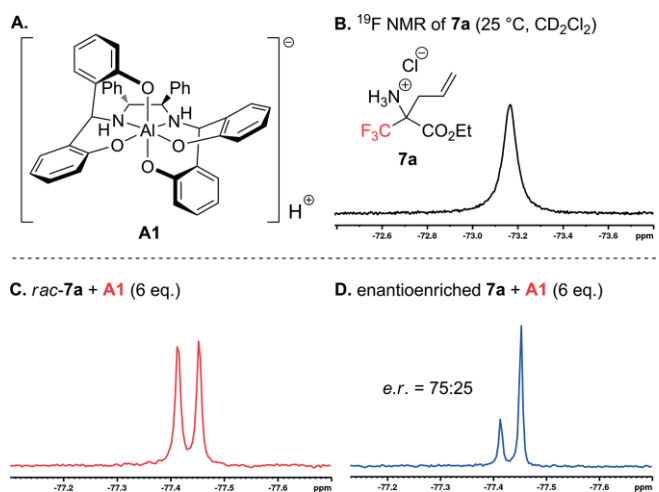 A.
B. ¹⁹F NMR of 7a (25 °C, CD₂Cl₂)
Ph
Ph
O
H
N
N
H
Al
O
O
O
⊖
H⊕
A1
Cl⊖
⊕
H₃N
F₃C
CO₂Et
7a
-72.6 -72.8 -73.0 -73.2 -73.4 -73.6 ppm
C. rac-7a + A1 (6 eq.)
D. enantioenriched 7a + A1 (6 eq.)
e.r. = 75:25
-77.2 -77.3 -77.4 -77.5 -77.6 ppm
-77.2 -77.3 -77.4 -77.5 -77.6 ppm